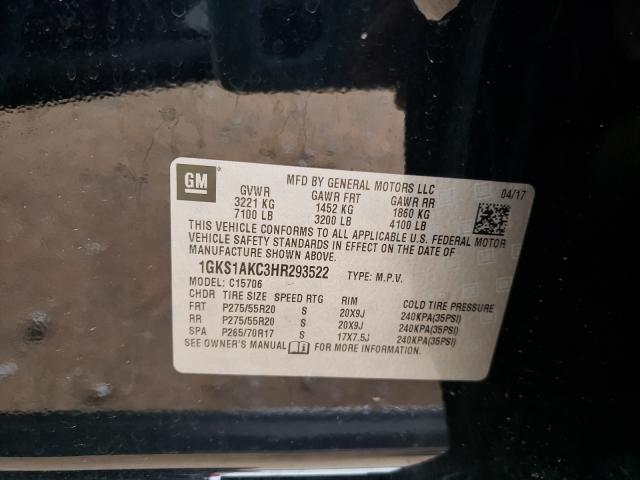 GM
MFD BY GENERAL MOTORS LLC 04/17
GVWR GAWR FRT GAWR RR
3221 KG 1452 KG 1860 KG
7100 LB 3200 LB 4100 LB
THIS VEHICLE CONFORMS TO ALL APPLICABLE U.S. FEDERAL MOTOR
VEHICLE SAFETY STANDARDS IN EFFECT ON THE DATE OF
MANUFACTURE SHOWN ABOVE.
1GKS1AKC3HR293522 TYPE: M.P.V.
MODEL: C15706
CHDR TIRE SIZE SPEED RTG RIM COLD TIRE PRESSURE
FRT P275/55R20 S 20X9J 240KPA(35PSI)
RR P275/55R20 S 20X9J 240KPA(35PSI)
SPA P265/70R17 S 17X7.5J 240KPA(35PSI)
SEE OWNER'S MANUAL FOR MORE INFORMATION.